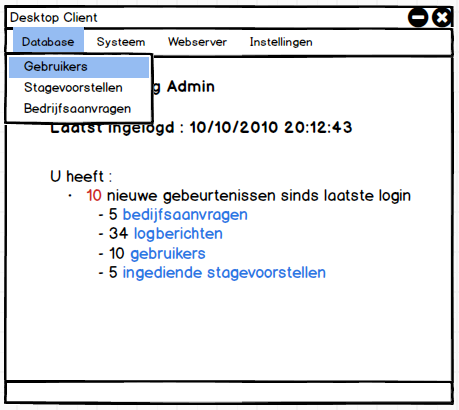 Desktop Client
Database Systeem Webserver Instellingen
Gebruikers
Stagevoorstellen
Bedrijfsaanvragen
Admin
Laatst ingelogd : 10/10/2010 20:12:43
U heeft :
· 10 nieuwe gebeurtenissen sinds laatste login
- 5 bedijfsaanvragen
- 34 logberichten
- 10 gebruikers
- 5 ingediende stagevoorstellen